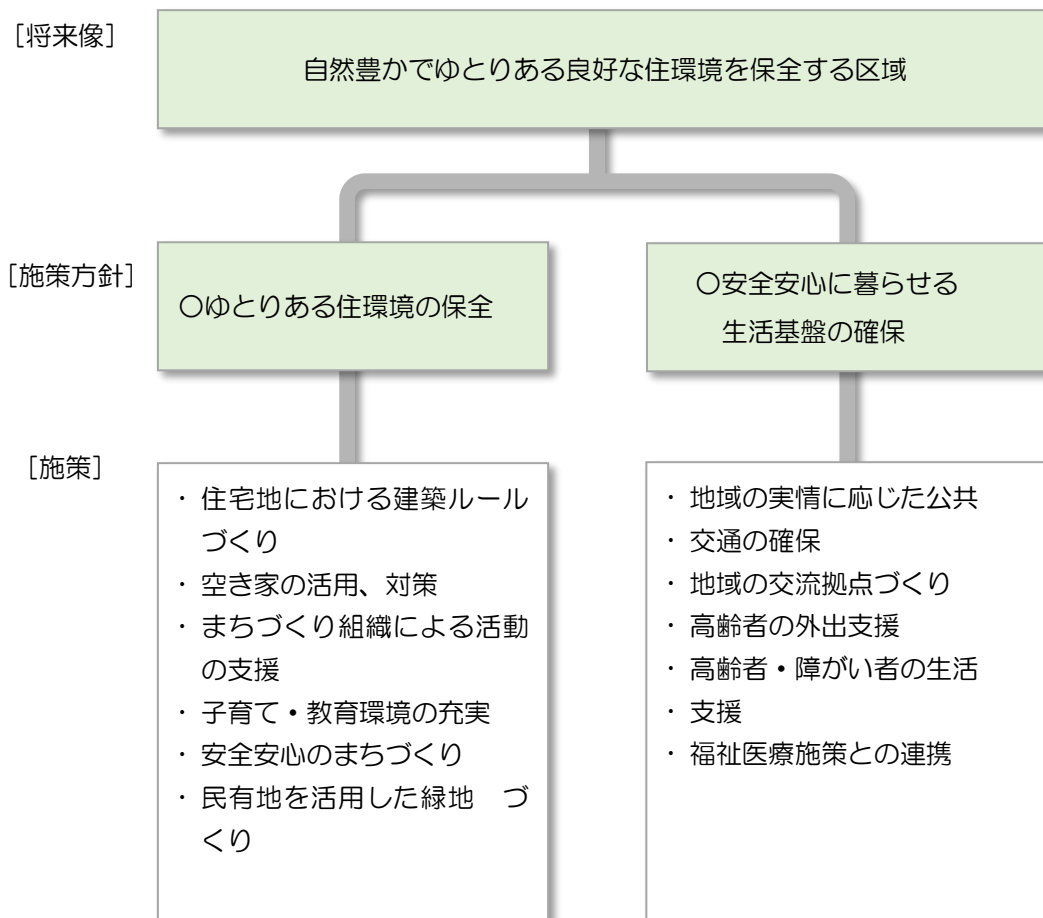 ［将来像］
自然豊かでゆとりある良好な住環境を保全する区域
［施策方針］
〇ゆとりある住環境の保全
〇安全安心に暮らせる
生活基盤の確保
［施策］
・住宅地における建築ルール
づくり
・空き家の活用、対策
・まちづくり組織による活動
の支援
・子育て・教育環境の充実
・安全安心のまちづくり
・民有地を活用した緑地　づ
くり
・地域の実情に応じた公共
・交通の確保
・地域の交流拠点づくり
・高齢者の外出支援
・高齢者・障がい者の生活
・支援
・福祉医療施策との連携